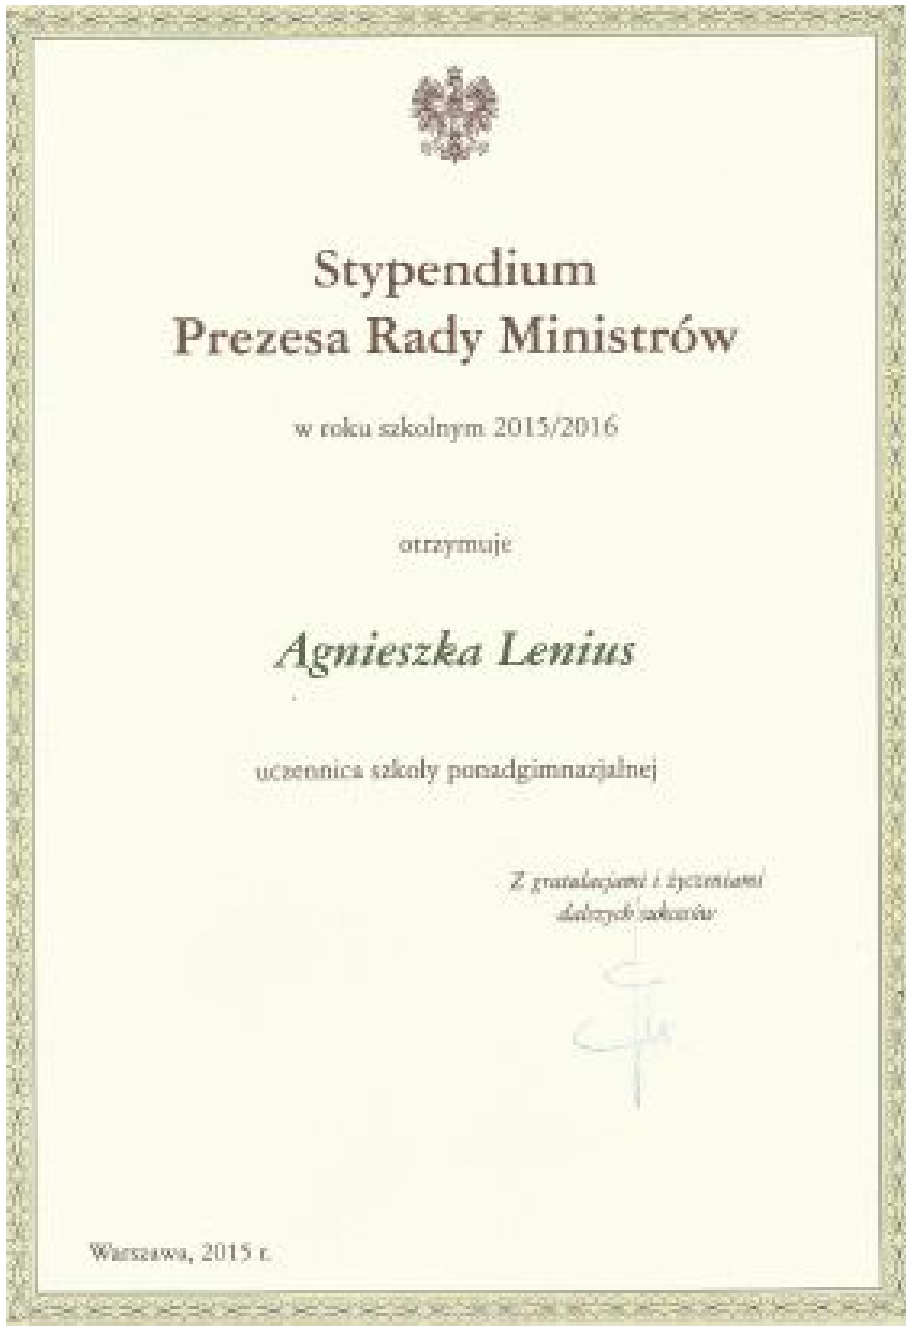 Stypendium
Prezesa Rady Ministrów
w roku szkolnym 2015/2016
otrzymuje
Agnieszka Lenius
uczennica szkoły ponadgimnazjalnej
Z gratulacjami i życzeniami
dalszych sukcesów
Warszawa, 2015 r.